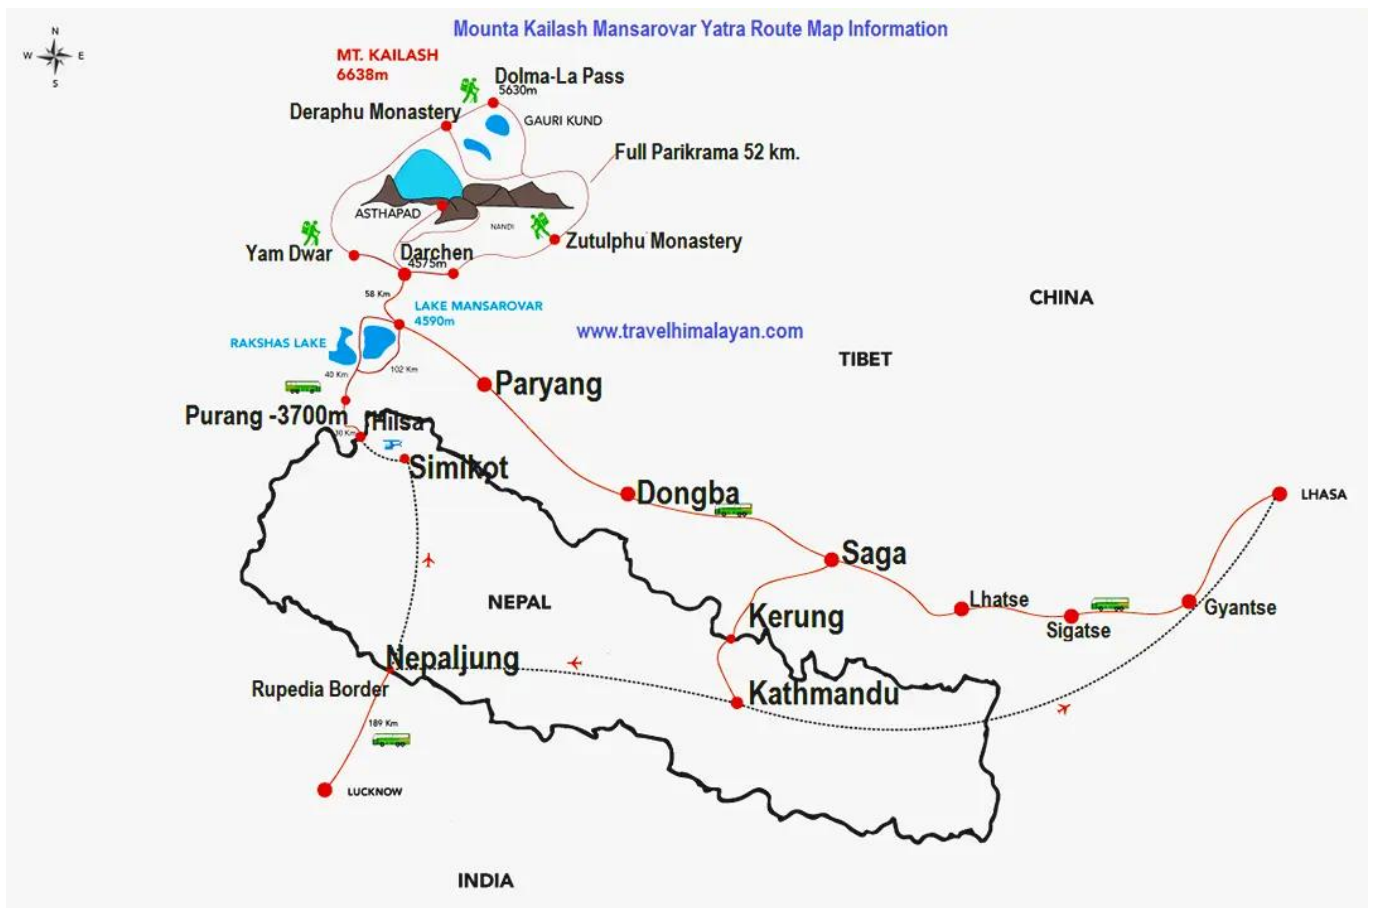 Mounta Kailash Mansarovar Yatra Route Map Information
N
W
E
S
MT. KAILASH
6638m
Dolma-La Pass
5630m
Deraphu Monastery
GAURI KUND
Full Parikrama 52 km.
ASTHAPAD
NANDI
Yam Dwar
Darchen
4575m
Zutulphu Monastery
58 Km
LAKE MANSAROVAR
4590m
CHINA
www.travelhimalayan.com
RAKSHAS LAKE
TIBET
40 Km
102 Km
Paryang
Purang -3700m
Hilsa
30 Km
Simikot
Dongba
LHASA
Saga
NEPAL
Lhatse
Gyantse
Kerung
Sigatse
Nepaljung
Rupedia Border
Kathmandu
189 Km
LUCKNOW
INDIA